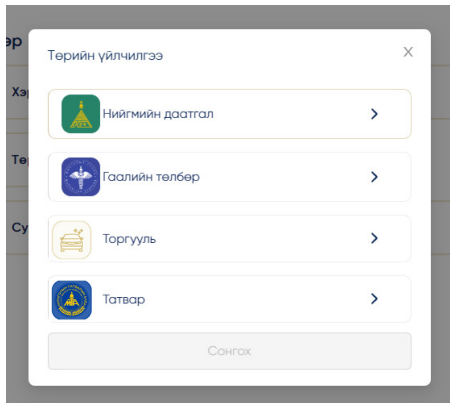 Төрийн үйлчилгээ
X
Нийгмийн даатгал
Гаалийн төлбөр
Торгууль
Татвар
Сонгох